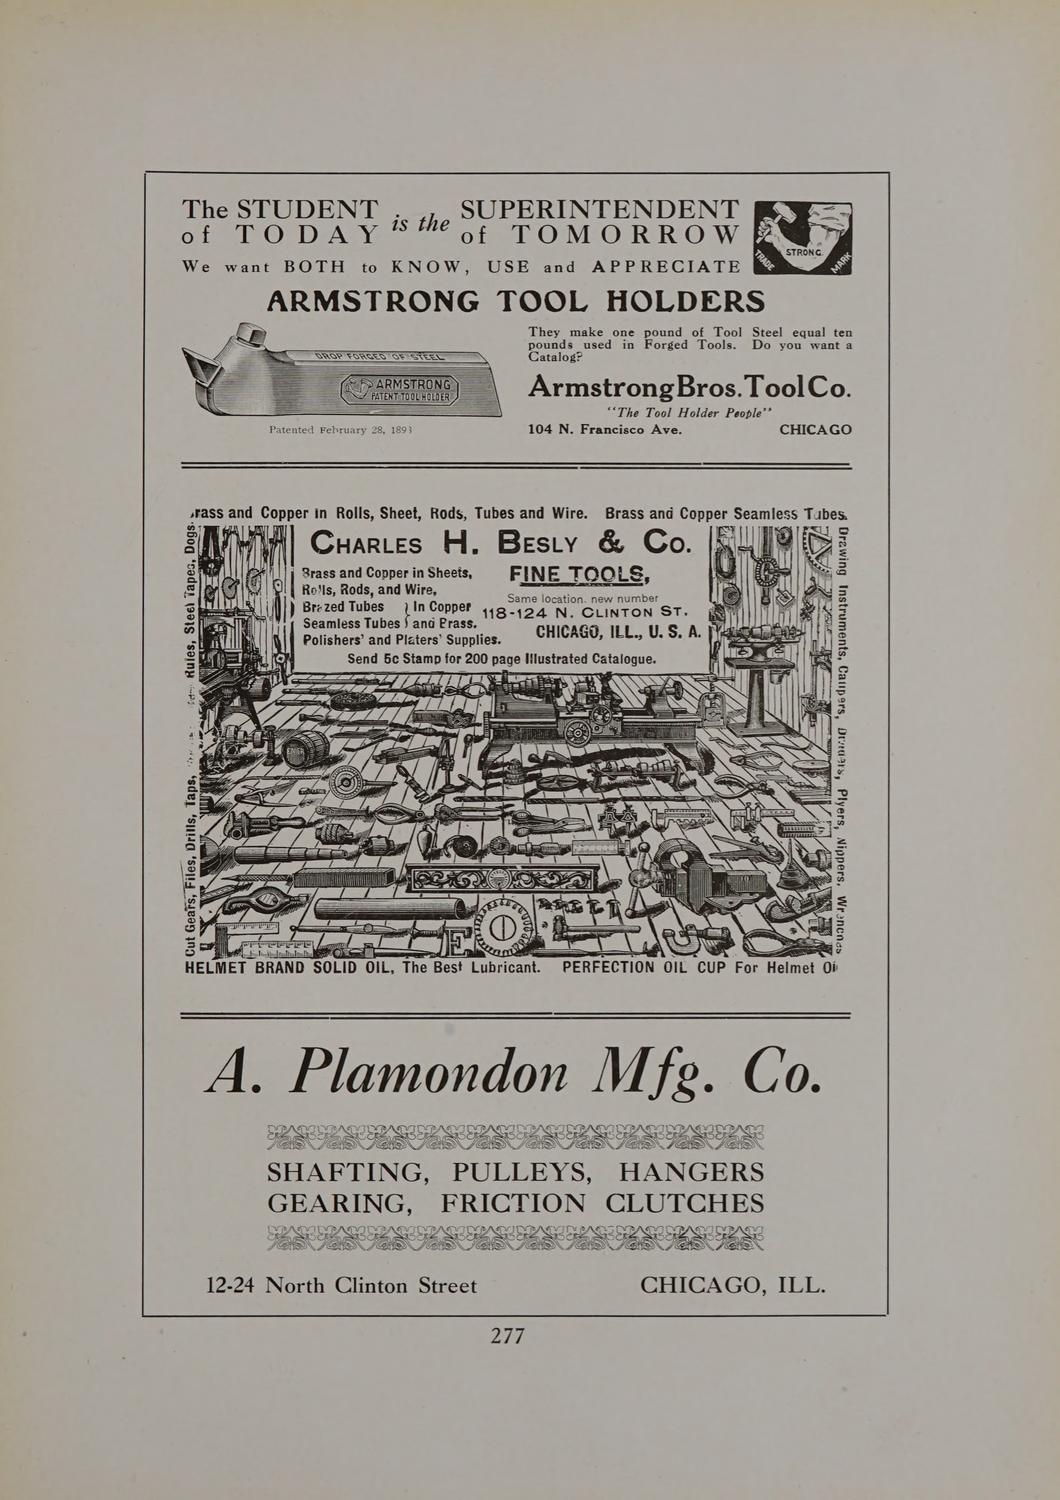 The STUDENT is the SUPERINTENDENT
of TODAY of TOMORROW
We want BOTH to KNOW, USE and APPRECIATE
STRONG
TRADE MARK
ARMSTRONG TOOL HOLDERS
DROP FORGED OF STEEL
ARMSTRONG
PATENT TOOL HOLDER
Patented February 28, 1893
They make one pound of Tool Steel equal ten
pounds used in Forged Tools. Do you want a
Catalog?
Armstrong Bros. Tool Co.
"The Tool Holder People"
104 N. Francisco Ave. CHICAGO
Brass and Copper in Rolls, Sheet, Rods, Tubes and Wire. Brass and Copper Seamless Tubes.
CHARLES H. BESLY & CO.
Brass and Copper in Sheets,
Rolls, Rods, and Wire,
Brazed Tubes } In Copper
Seamless Tubes } and Brass.
Polishers' and Platers' Supplies.
FINE TOOLS,
Same location. new number
118-124 N. CLINTON ST.
CHICAGO, ILL., U. S. A.
Send 5c Stamp for 200 page Illustrated Catalogue.
Cut Gears, Files, Drills, Taps, Rules, Steel Tapes, Dogs
Drawing Instruments, Calipers, Dividers, Plyers, Nippers, Wrenches
HELMET BRAND SOLID OIL, The Best Lubricant. PERFECTION OIL CUP For Helmet Oi
A. Plamondon Mfg. Co.
SHAFTING, PULLEYS, HANGERS
GEARING, FRICTION CLUTCHES
12-24 North Clinton Street CHICAGO, ILL.
277